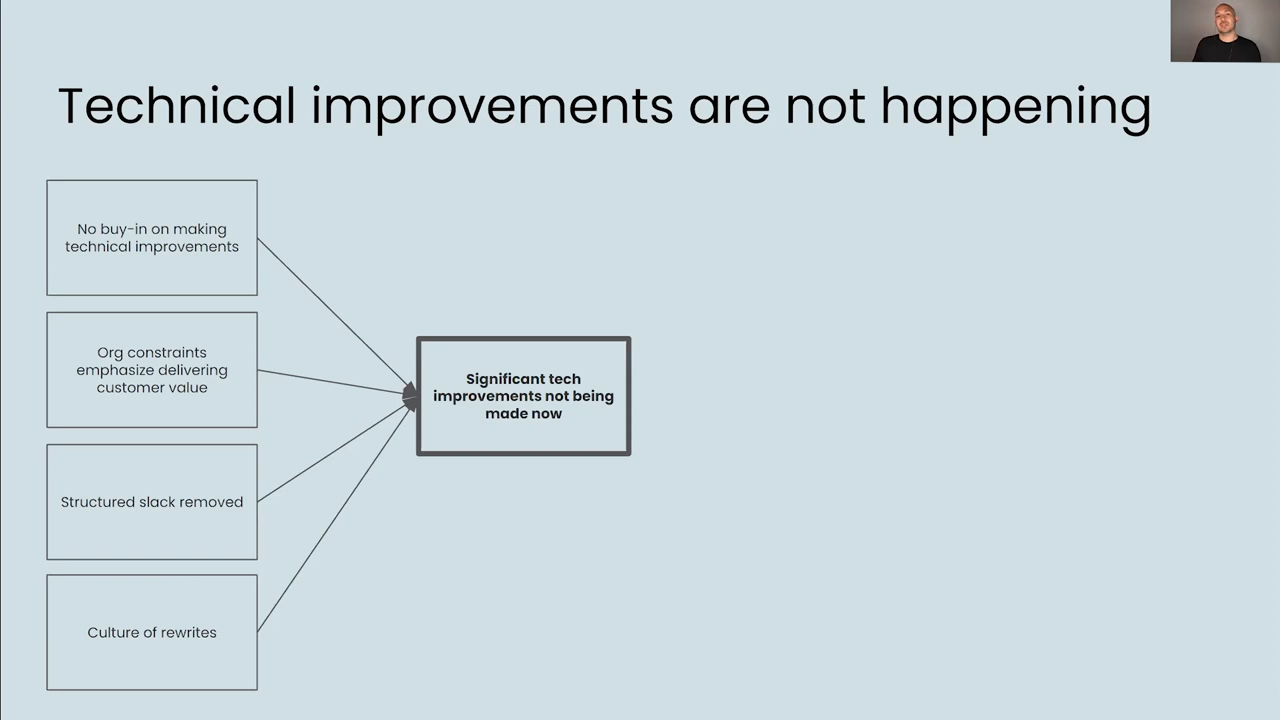 Technical improvements are not happening
No buy-in on making
technical improvements
Org constraints
emphasize delivering
customer value
Structured slack removed
Culture of rewrites
Significant tech
improvements not being
made now